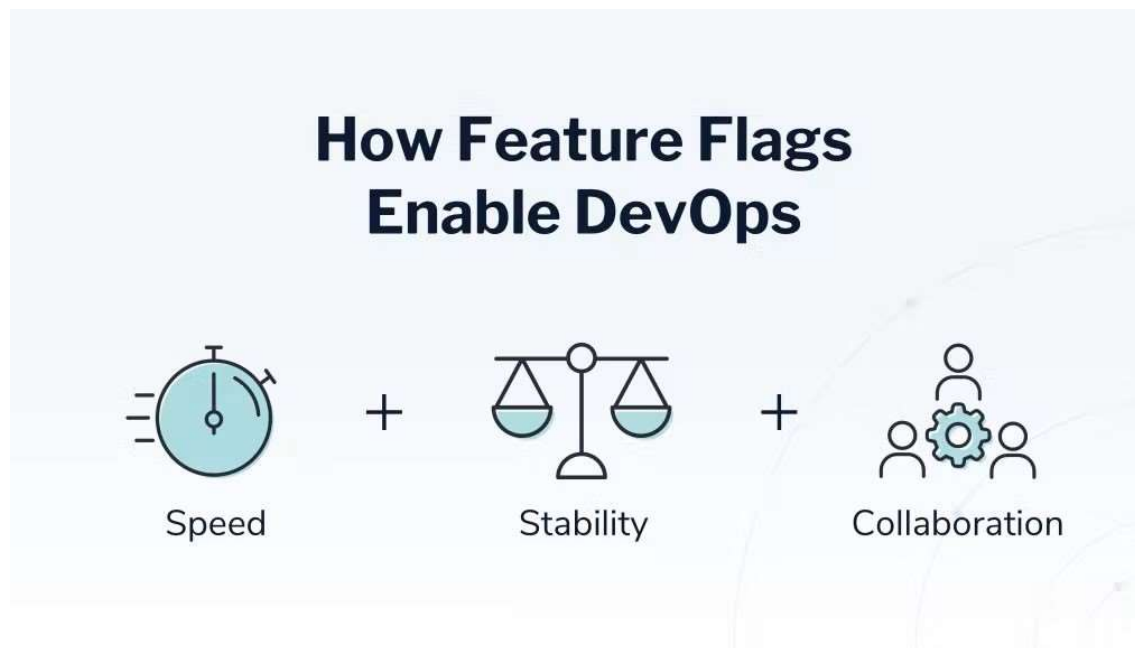 How Feature Flags
Enable DevOps
+
+
Speed
Stability
Collaboration